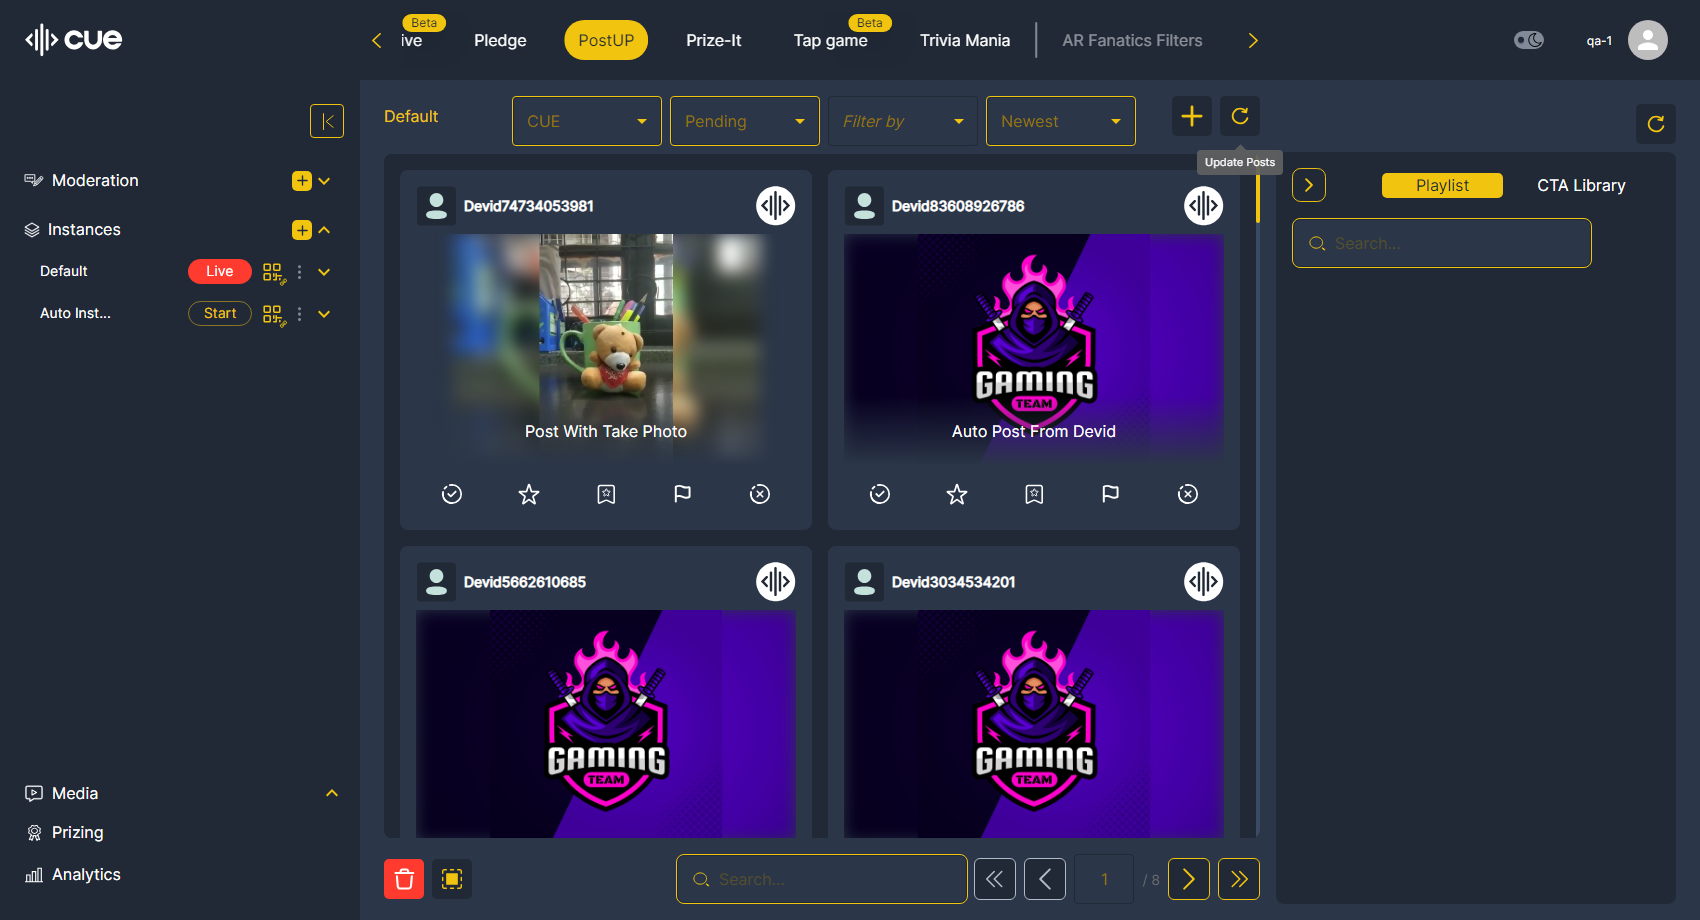 cue
Beta
ive
Pledge
PostUP
Prize-It
Beta
Tap game
Trivia Mania
AR Fanatics Filters
qa-1
Default
CUE
Pending
Filter by
Newest
Update Posts
Moderation
Instances
Default
Live
Auto Inst...
Start
Devid74734053981
Post With Take Photo
Devid83608926786
GAMING
TEAM
Auto Post From Devid
Devid5662610685
GAMING
TEAM
Devid3034534201
GAMING
TEAM
Playlist
CTA Library
Search...
Media
Prizing
Analytics
Search...
1
/ 8